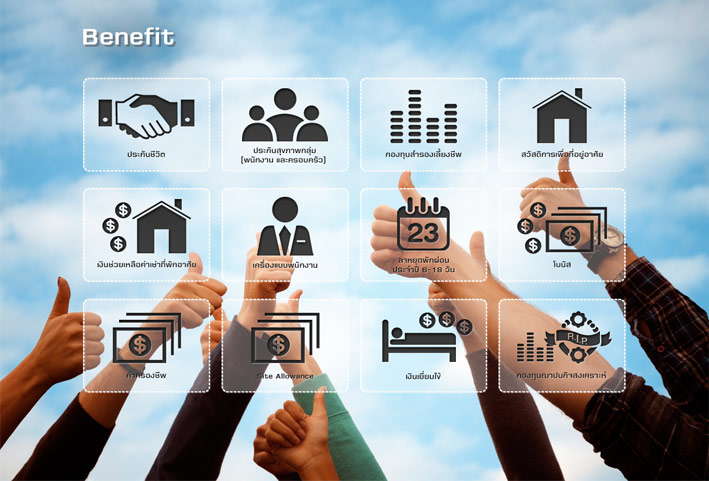 Benefit
ประกันชีวิต
ประกันสุขภาพกลุ่ม
(พนักงาน และครอบครัว)
กองทุนสำรองเลี้ยงชีพ
สวัสดิการเพื่อที่อยู่อาศัย
เงินช่วยเหลือค่าเช่าที่พักอาศัย
เครื่องแบบพนักงาน
23
ลาหยุดพักผ่อน
ประจำปี 6-18 วัน
โบนัส
ค่าครองชีพ
Site Allowance
เงินเยี่ยมไข้
R.I.P
กองทุนฌาปนกิจสงเคราะห์